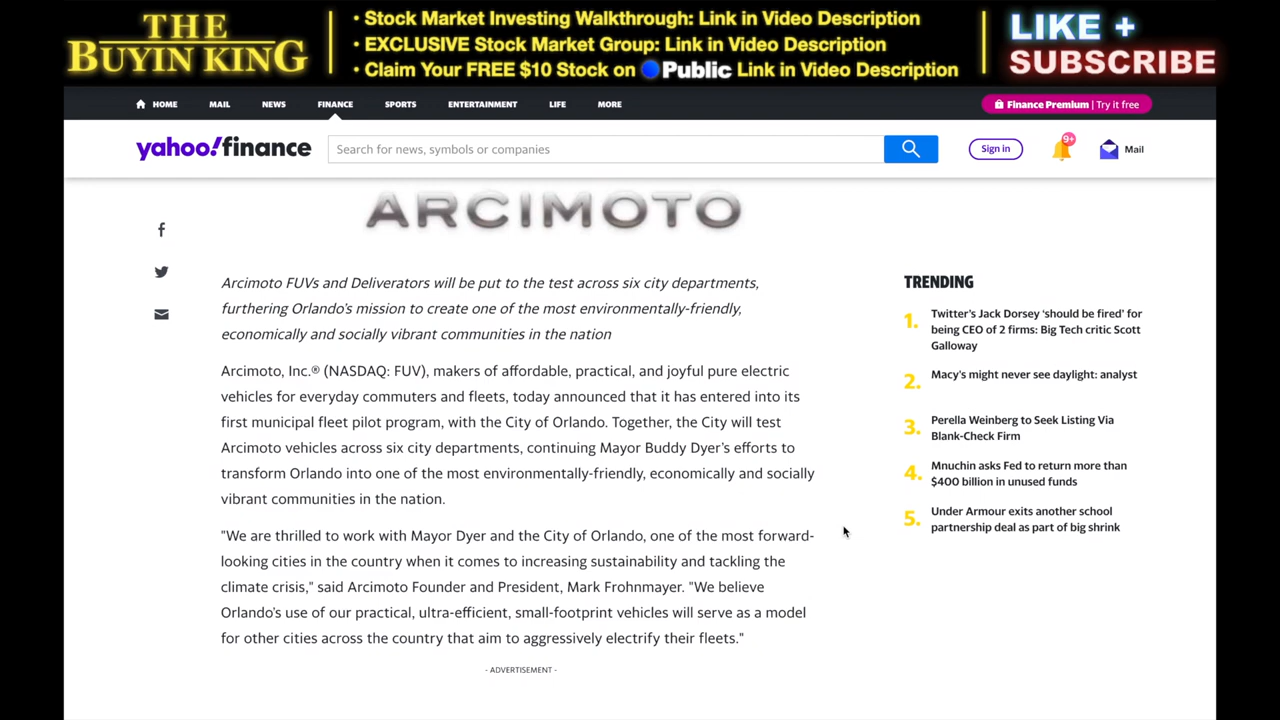 THE
BUYIN KING
• Stock Market Investing Walkthrough: Link in Video Description
• EXCLUSIVE Stock Market Group: Link in Video Description
• Claim Your FREE $10 Stock on Public Link in Video Description
LIKE +
SUBSCRIBE
HOME MAIL NEWS FINANCE SPORTS ENTERTAINMENT LIFE MORE
Finance Premium | Try it free
yahoo!finance
Search for news, symbols or companies
Sign in
9+
Mail
ARCIMOTO
Arcimoto FUVs and Deliverators will be put to the test across six city departments,
furthering Orlando's mission to create one of the most environmentally-friendly,
economically and socially vibrant communities in the nation
Arcimoto, Inc.® (NASDAQ: FUV), makers of affordable, practical, and joyful pure electric
vehicles for everyday commuters and fleets, today announced that it has entered into its
first municipal fleet pilot program, with the City of Orlando. Together, the City will test
Arcimoto vehicles across six city departments, continuing Mayor Buddy Dyer's efforts to
transform Orlando into one of the most environmentally-friendly, economically and socially
vibrant communities in the nation.
"We are thrilled to work with Mayor Dyer and the City of Orlando, one of the most forward-
looking cities in the country when it comes to increasing sustainability and tackling the
climate crisis," said Arcimoto Founder and President, Mark Frohnmayer. "We believe
Orlando's use of our practical, ultra-efficient, small-footprint vehicles will serve as a model
for other cities across the country that aim to aggressively electrify their fleets."
- ADVERTISEMENT -
TRENDING
1. Twitter's Jack Dorsey 'should be fired' for
being CEO of 2 firms: Big Tech critic Scott
Galloway
2. Macy's might never see daylight: analyst
3. Perella Weinberg to Seek Listing Via
Blank-Check Firm
4. Mnuchin asks Fed to return more than
$400 billion in unused funds
5. Under Armour exits another school
partnership deal as part of big shrink